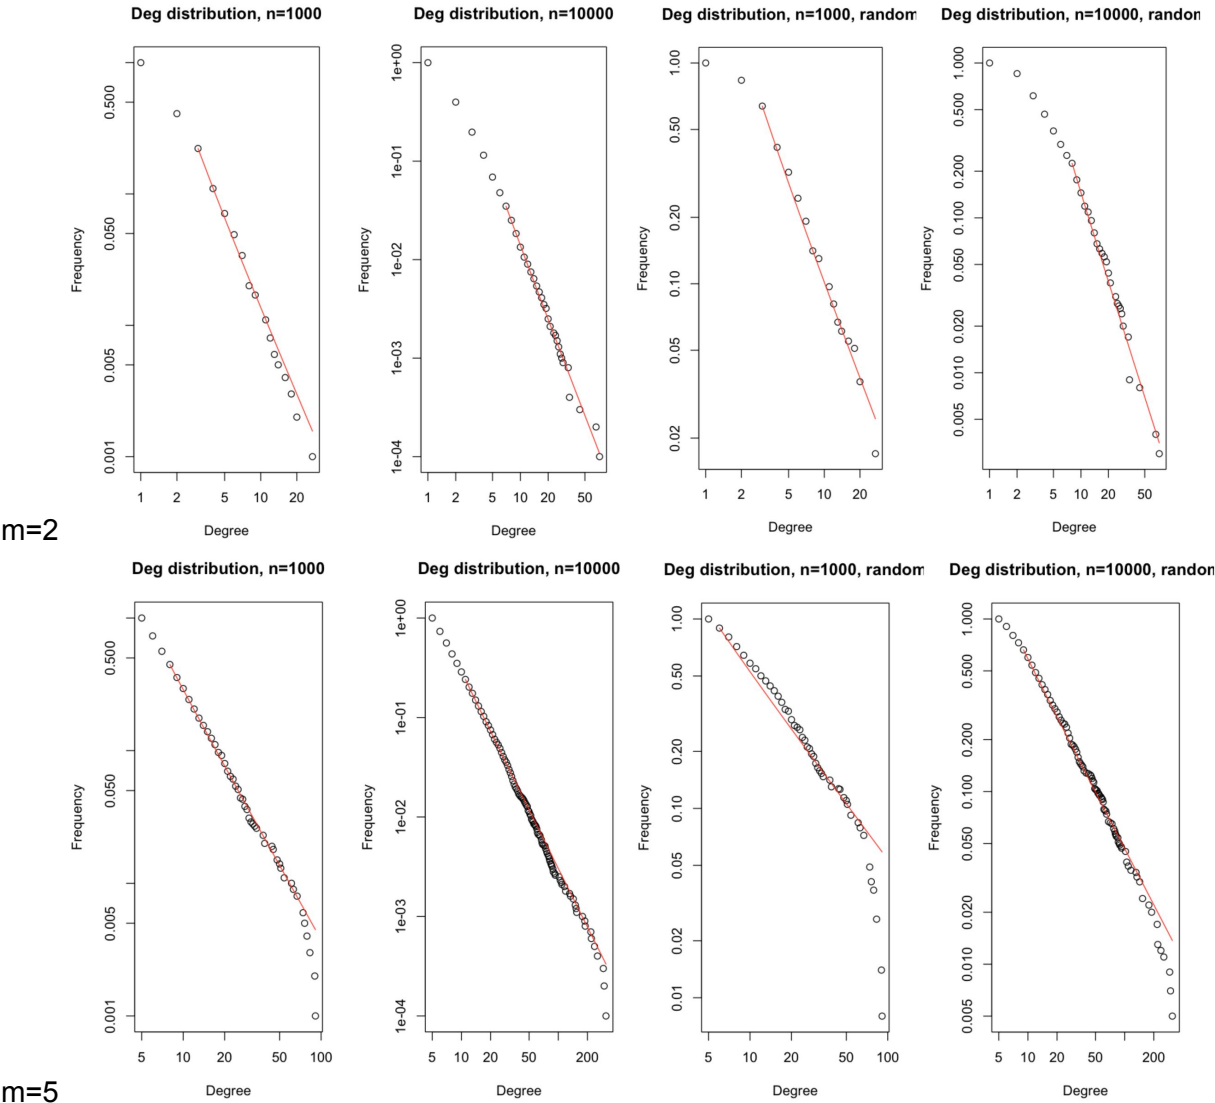 Deg distribution, n=1000 Deg distribution, n=10000 Deg distribution, n=1000, random Deg distribution, n=10000, random
Frequency Frequency Frequency Frequency
0.001 0.005 0.050 0.500
1e-04 1e-03 1e-02 1e-01 1e+00
0.02 0.05 0.10 0.20 0.50 1.00
0.005 0.010 0.020 0.050 0.100 0.200 0.500 1.000
1 2 5 10 20
1 2 5 10 20 50
1 2 5 10 20
1 2 5 10 20 50
Degree Degree Degree Degree
m=2
Deg distribution, n=1000 Deg distribution, n=10000 Deg distribution, n=1000, random Deg distribution, n=10000, random
Frequency Frequency Frequency Frequency
0.001 0.005 0.050 0.500
1e-04 1e-03 1e-02 1e-01 1e+00
0.01 0.02 0.05 0.10 0.20 0.50 1.00
0.005 0.010 0.020 0.050 0.100 0.200 0.500 1.000
5 10 20 50 100
5 10 20 50 200
5 10 20 50 100
5 10 20 50 200
Degree Degree Degree Degree
m=5